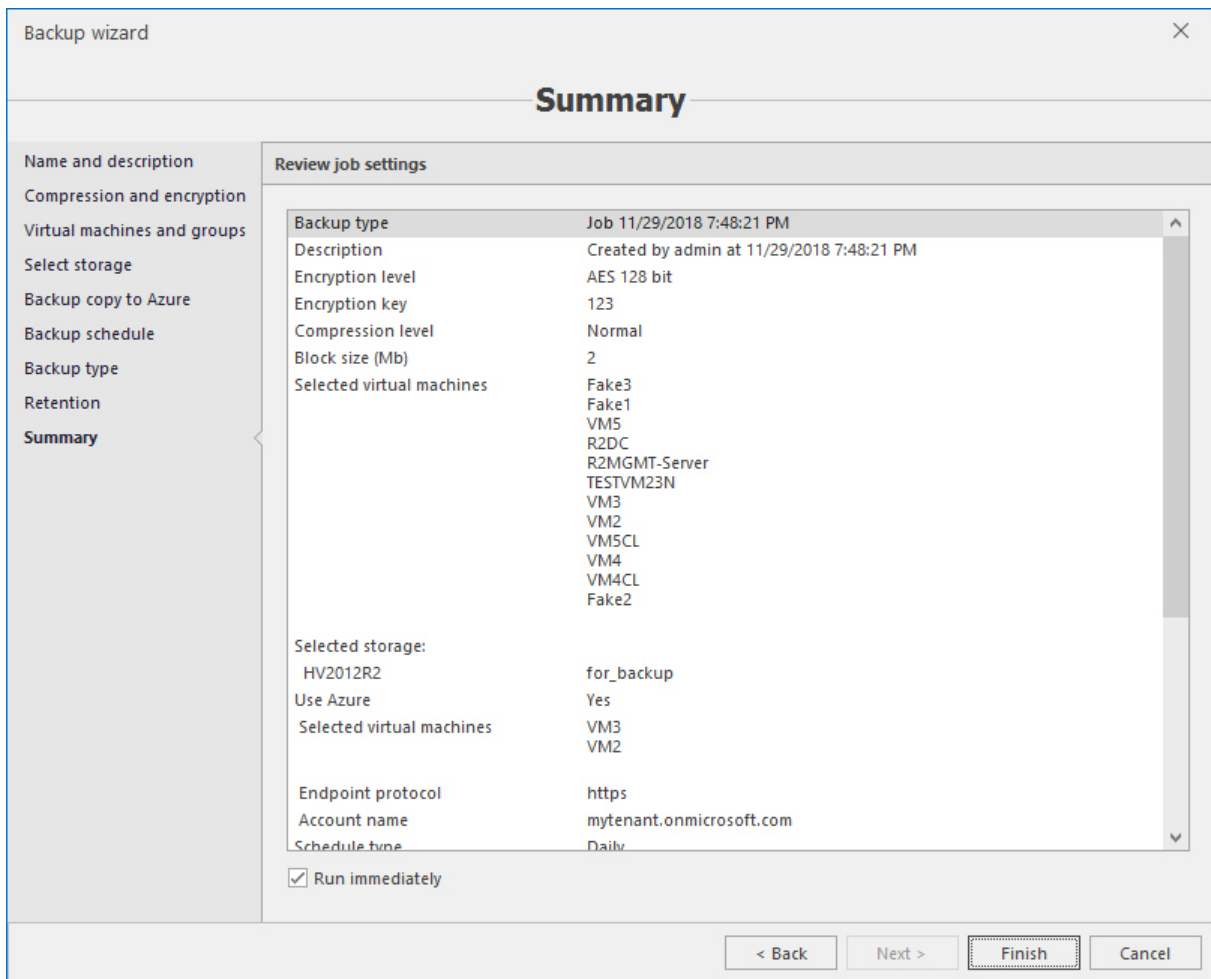 Backup wizard
Summary
Name and description
Compression and encryption
Virtual machines and groups
Select storage
Backup copy to Azure
Backup schedule
Backup type
Retention
Summary
Review job settings
Backup type Job 11/29/2018 7:48:21 PM
Description Created by admin at 11/29/2018 7:48:21 PM
Encryption level AES 128 bit
Encryption key 123
Compression level Normal
Block size (Mb) 2
Selected virtual machines Fake3
Fake1
VM5
R2DC
R2MGMT-Server
TESTVM23N
VM3
VM2
VM5CL
VM4
VM4CL
Fake2
Selected storage:
HV2012R2 for_backup
Use Azure Yes
Selected virtual machines VM3
VM2
Endpoint protocol https
Account name mytenant.onmicrosoft.com
Schedule type Daily
Run immediately
< Back Next > Finish Cancel